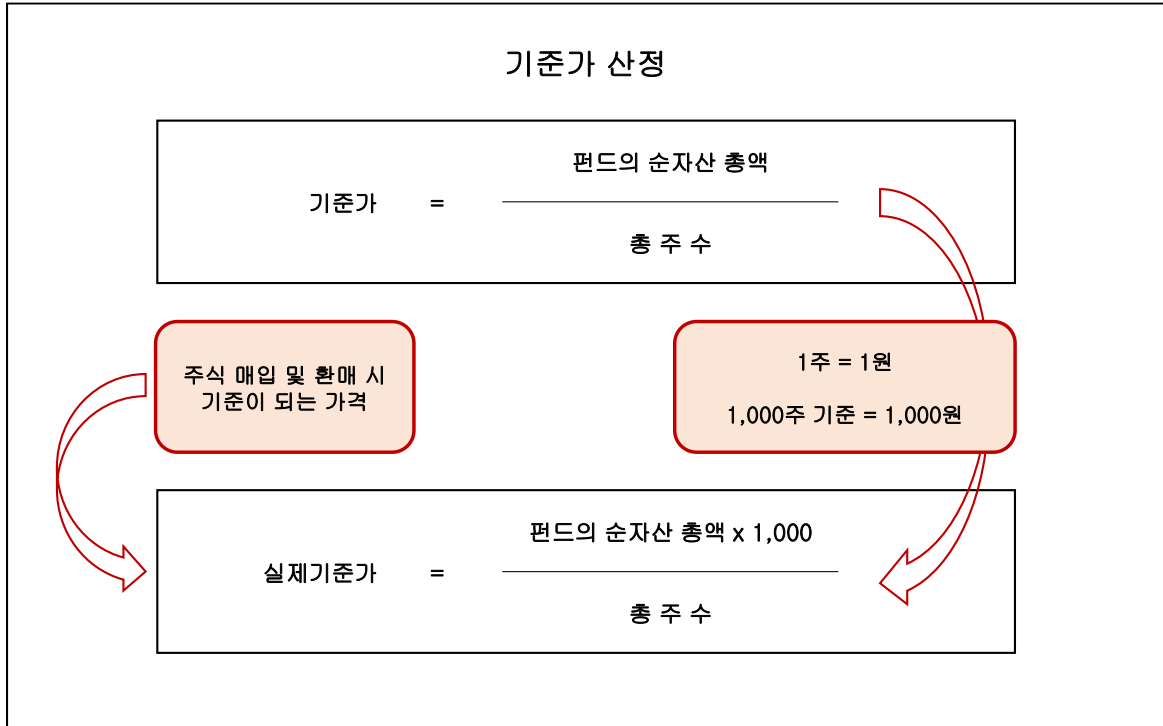 기준가 산정
펀드의 순자산 총액
기준가 =
총 주 수
주식 매입 및 환매 시
기준이 되는 가격
1주 = 1원
1,000주 기준 = 1,000원
펀드의 순자산 총액 x 1,000
실제기준가 =
총 주 수